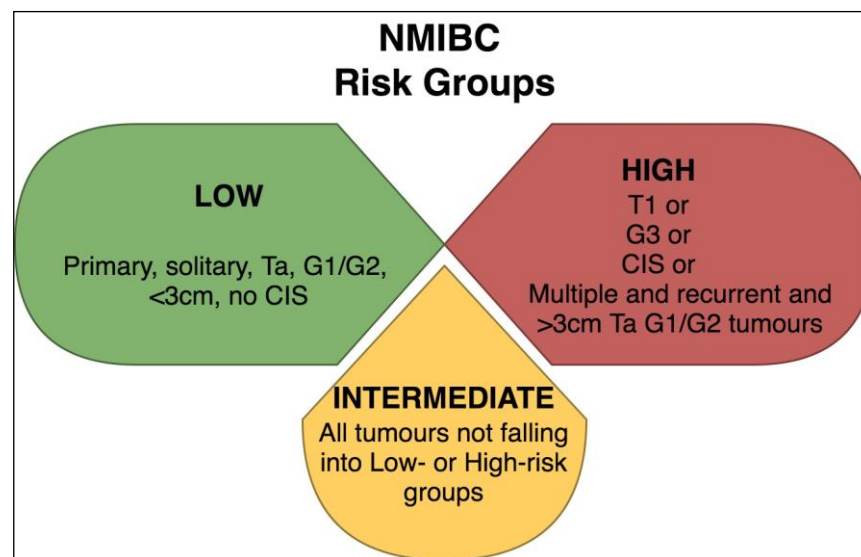 NMIBC
Risk Groups
LOW
Primary, solitary, Ta, G1/G2,
<3cm, no CIS
HIGH
T1 or
G3 or
CIS or
Multiple and recurrent and
>3cm Ta G1/G2 tumours
INTERMEDIATE
All tumours not falling
into Low- or High-risk
groups